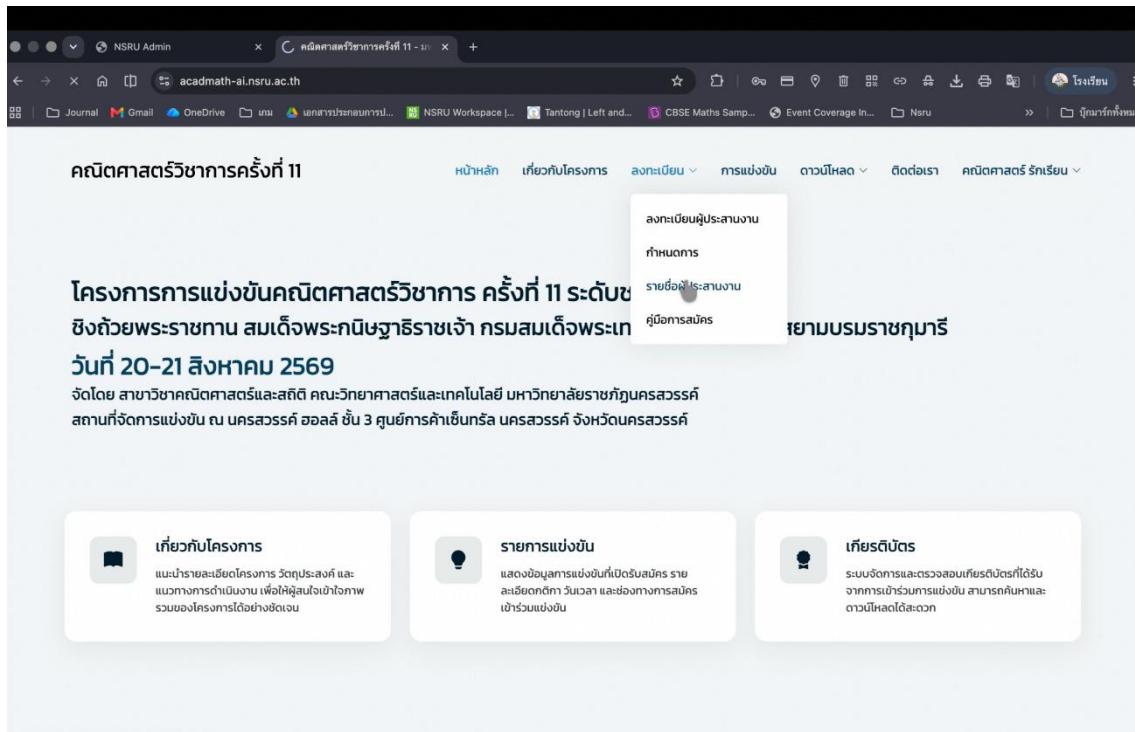 NSRU Admin
คณิตศาสตร์วิชาการครั้งที่ 11 - มห
acadmath-ai.nsru.ac.th
โรงเรียน
Journal
Gmail
OneDrive
เกม
เอกสารประกอบการป...
NSRU Workspace |...
Tantong | Left and...
CBSE Maths Samp...
Event Coverage In...
Nsru
»
บุ๊กมาร์กทั้งหม
คณิตศาสตร์วิชาการครั้งที่ 11
หน้าหลัก
เกี่ยวกับโครงการ
ลงทะเบียน
การแข่งขัน
ดาวน์โหลด
ติดต่อเรา
คณิตศาสตร์ รักเรียน
ลงทะเบียนผู้ประสานงาน
กำหนดการ
รายชื่อผู้ประสานงาน
คู่มือการสมัคร
โครงการการแข่งขันคณิตศาสตร์วิชาการ ครั้งที่ 11
ชิงถ้วยพระราชทาน สมเด็จพระกนิษฐาธิราชเจ้า กรมสมเด็จพระเท สยามบรมราชกุมารี
วันที่ 20-21 สิงหาคม 2569
จัดโดย สาขาวิชาคณิตศาสตร์และสถิติ คณะวิทยาศาสตร์และเทคโนโลยี มหาวิทยาลัยราชภัฏนครสวรรค์
สถานที่จัดการแข่งขัน ณ นครสวรรค์ ฮอลล์ ชั้น 3 ศูนย์การค้าเซ็นทรัล นครสวรรค์ จังหวัดนครสวรรค์
เกี่ยวกับโครงการ
แนะนำรายละเอียดโครงการ วัตถุประสงค์ และ
แนวทางการดำเนินงาน เพื่อให้ผู้สนใจเข้าใจภาพ
รวมของโครงการได้อย่างชัดเจน
รายการแข่งขัน
แสดงข้อมูลการแข่งขันที่เปิดรับสมัคร ราย
ละเอียดกติกา วันเวลา และช่องทางการสมัคร
เข้าร่วมแข่งขัน
เกียรติบัตร
ระบบจัดการและตรวจสอบเกียรติบัตรที่ได้รับ
จากการเข้าร่วมการแข่งขัน สามารถค้นหาและ
ดาวน์โหลดได้สะดวก